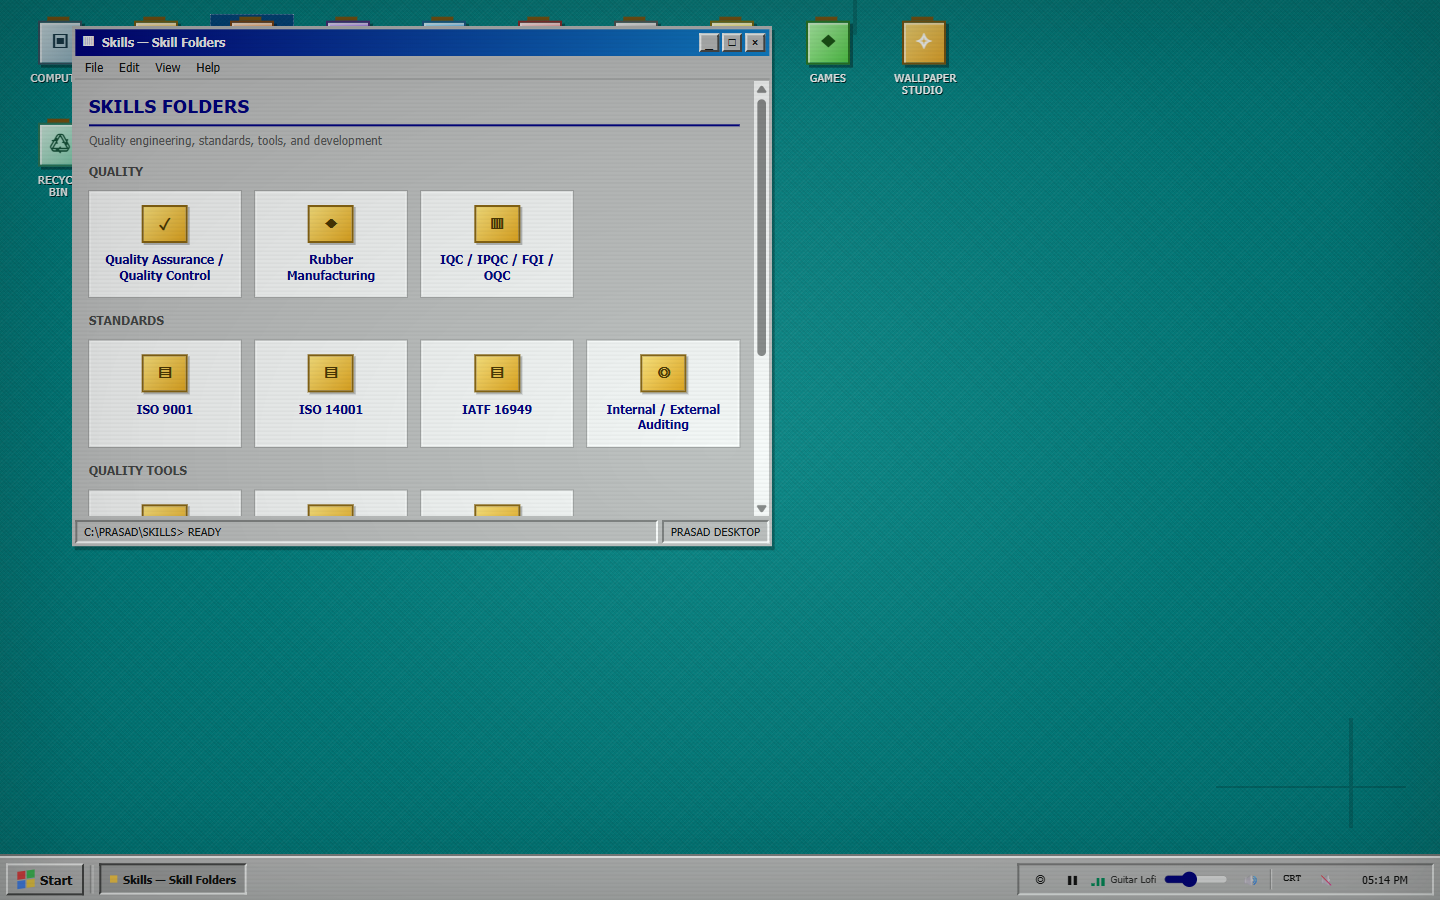 Skills — Skill Folders
File Edit View Help
SKILLS FOLDERS
Quality engineering, standards, tools, and development
QUALITY
Quality Assurance /
Quality Control
Rubber
Manufacturing
IQC / IPQC / FQI /
OQC
STANDARDS
ISO 9001
ISO 14001
IATF 16949
Internal / External
Auditing
QUALITY TOOLS
C:\PRASAD\SKILLS> READY
PRASAD DESKTOP
COMPUT
RECYC
BIN
GAMES
WALLPAPER
STUDIO
Start
Skills — Skill Folders
Guitar Lofi
CRT
05:14 PM